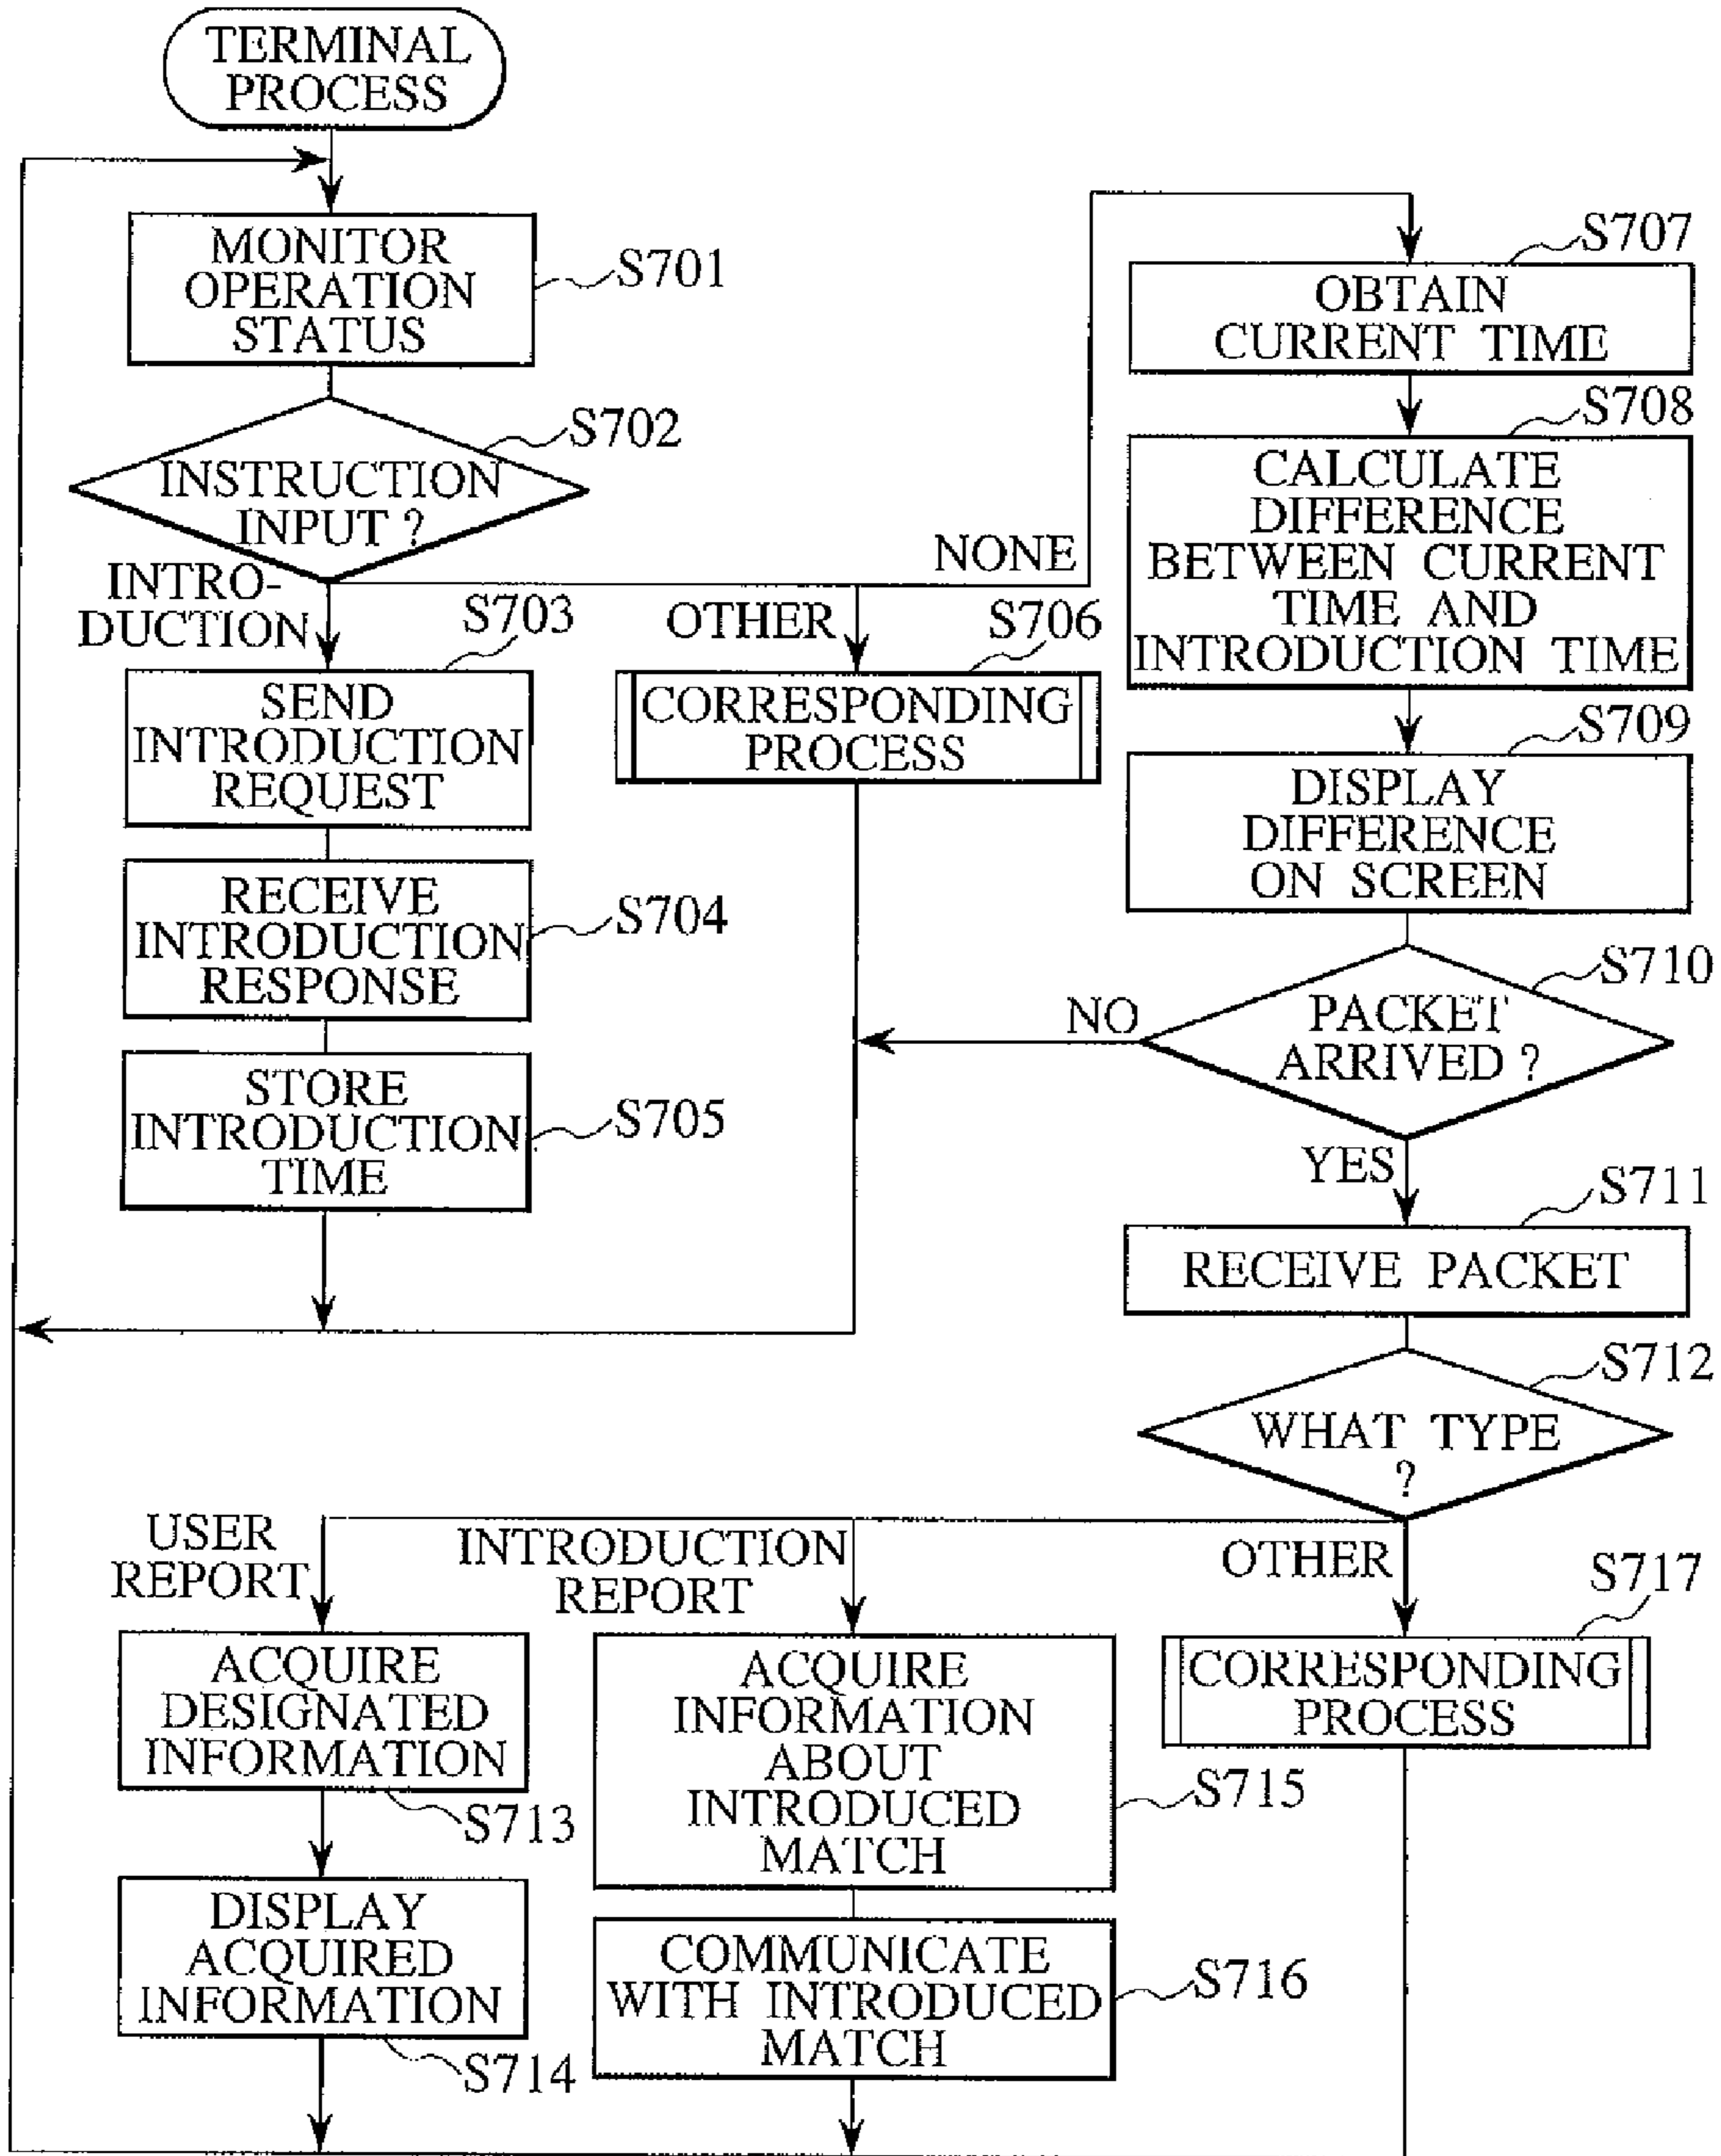 TERMINAL
PROCESS
MONITOR
OPERATION
STATUS
S701
INSTRUCTION
INPUT ?
S702
INTRO-
DUCTION
SEND
INTRODUCTION
REQUEST
S703
RECEIVE
INTRODUCTION
RESPONSE
S704
STORE
INTRODUCTION
TIME
S705
OTHER
CORRESPONDING
PROCESS
S706
NONE
OBTAIN
CURRENT TIME
S707
CALCULATE
DIFFERENCE
BETWEEN CURRENT
TIME AND
INTRODUCTION TIME
S708
DISPLAY
DIFFERENCE
ON SCREEN
S709
PACKET
ARRIVED ?
S710
NO
YES
RECEIVE PACKET
S711
WHAT TYPE
?
S712
USER
REPORT
ACQUIRE
DESIGNATED
INFORMATION
S713
DISPLAY
ACQUIRED
INFORMATION
S714
INTRODUCTION
REPORT
ACQUIRE
INFORMATION
ABOUT
INTRODUCED
MATCH
S715
COMMUNICATE
WITH INTRODUCED
MATCH
S716
OTHER
CORRESPONDING
PROCESS
S717